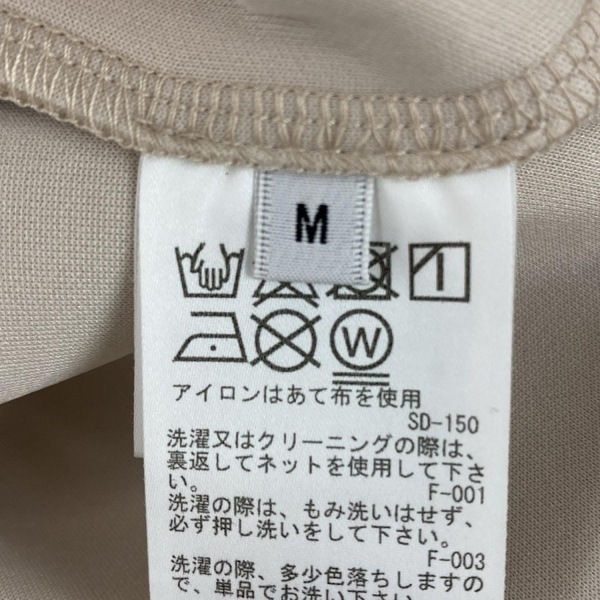 M
W
アイロンはあて布を使用
SD-150
洗濯又はクリーニングの際は、
裏返してネットを使用して下さ
い。
F-001
洗濯の際は、もみ洗いはせず、
必ず押し洗いをして下さい。
F-003
洗濯の際、多少色落ちしますの
で、単品でお洗い下さい